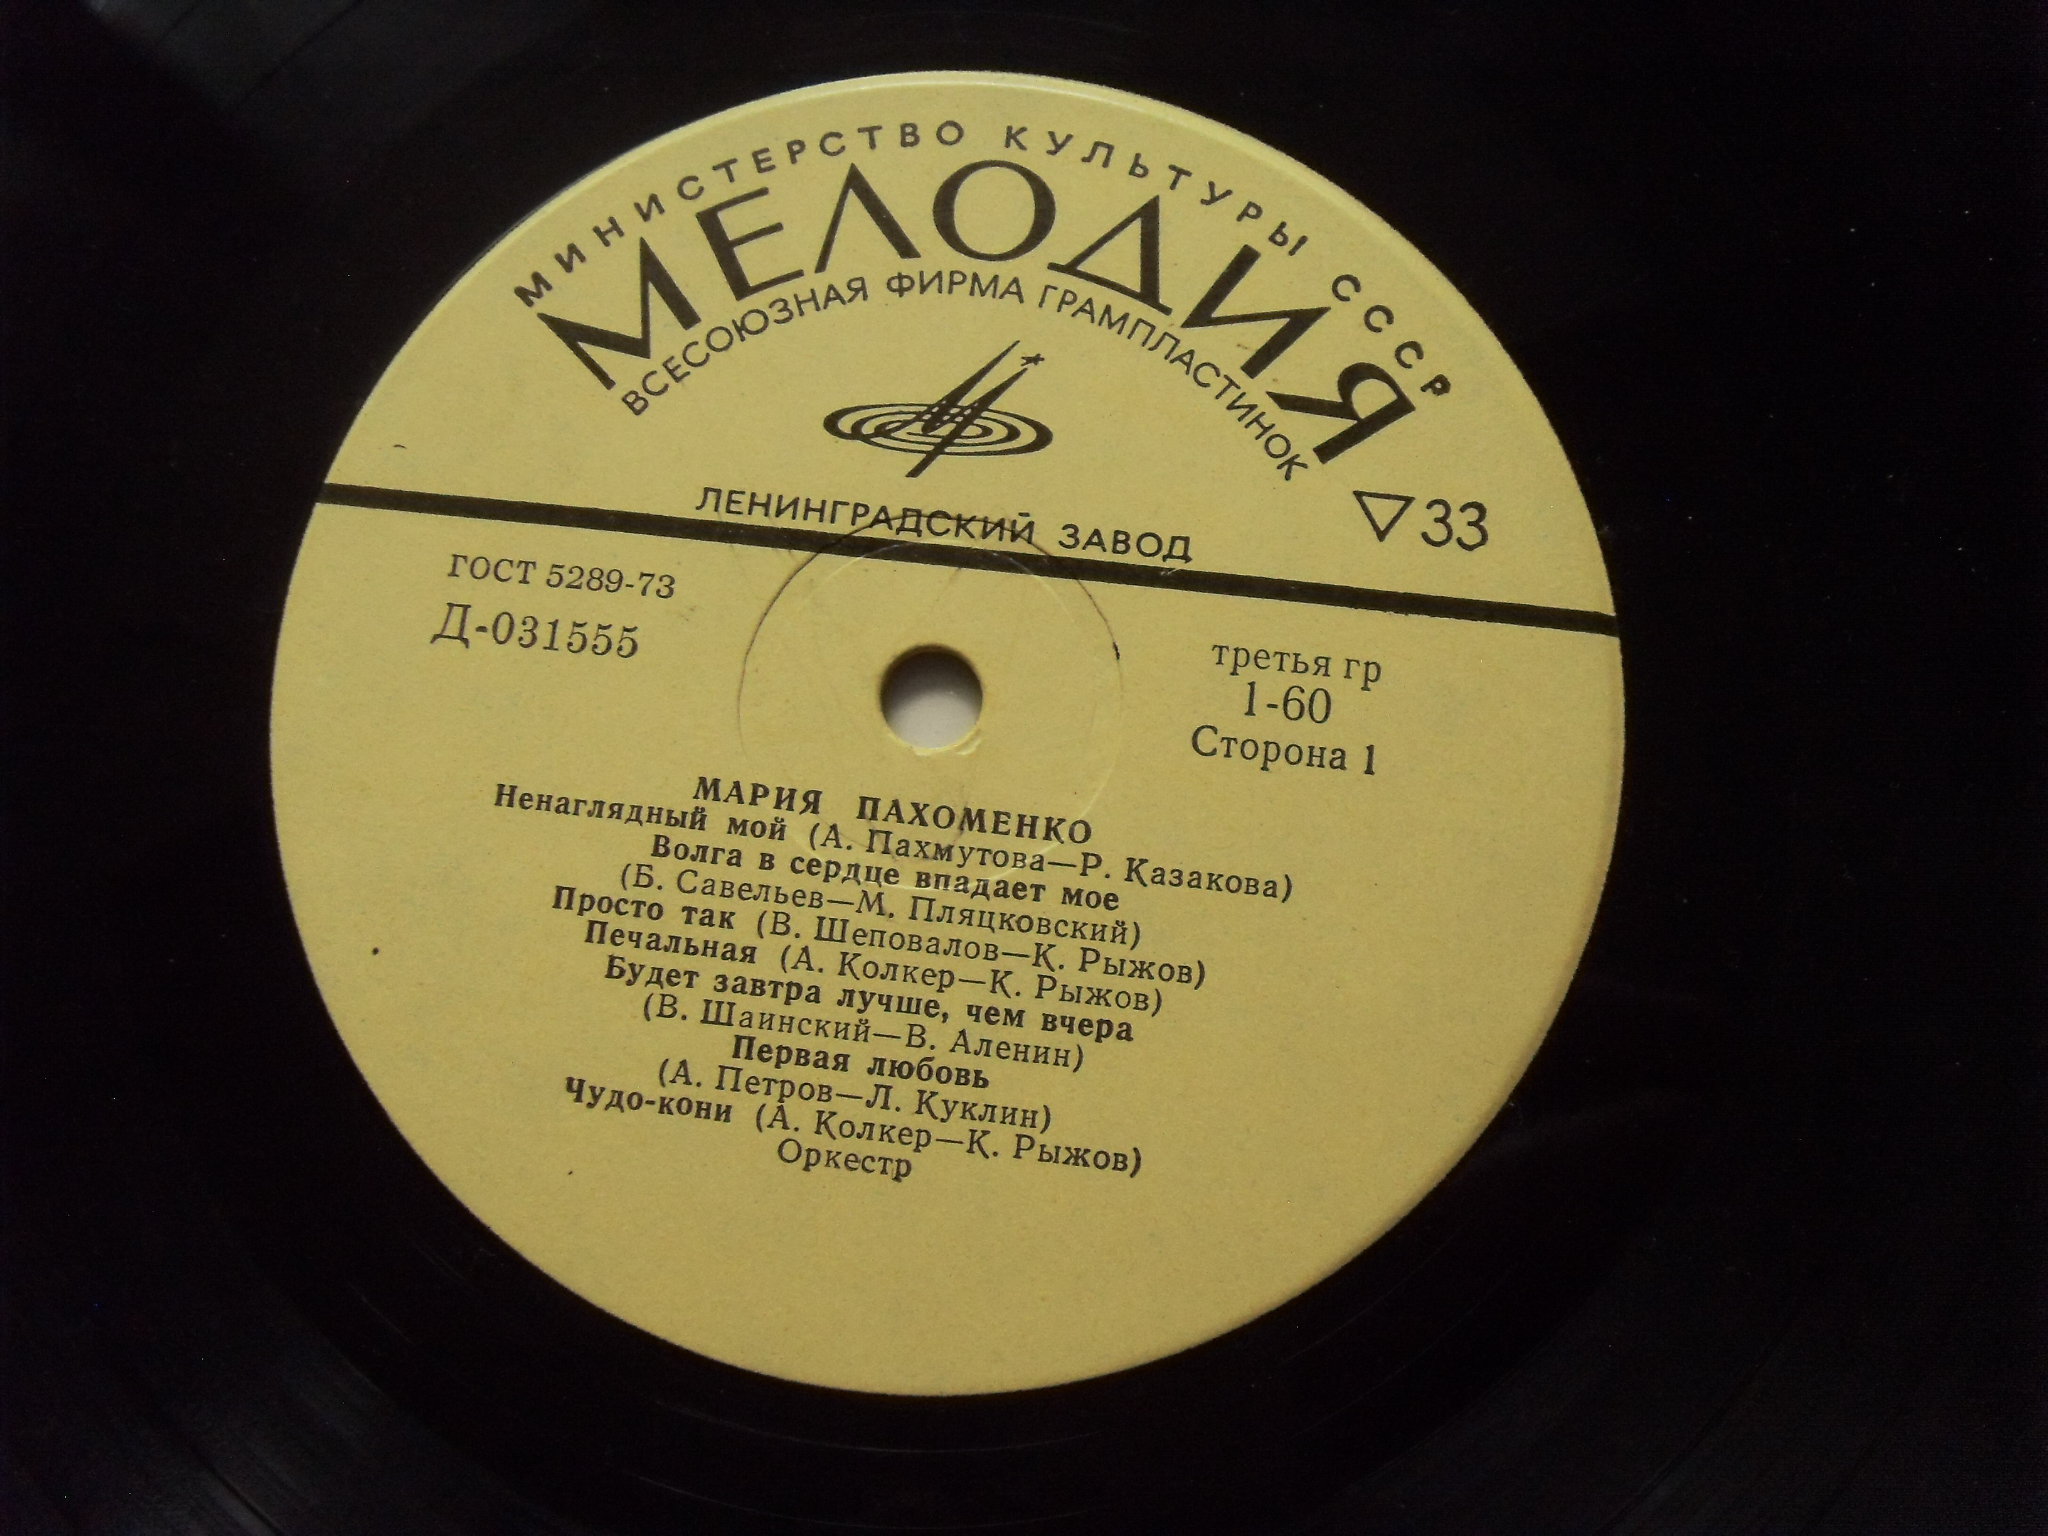 МИНИСТЕРСТВО КУЛЬТУРЫ СССР
МЕЛОДИЯ
ВСЕСОЮЗНАЯ ФИРМА ГРАМПЛАСТИНОК
ЛЕНИНГРАДСКИЙ ЗАВОД
▽33
ГОСТ 5289-73
Д-031555
третья гр
1-60
Сторона 1
МАРИЯ ПАХОМЕНКО
Ненаглядный мой (А. Пахмутова—Р. Казакова)
Волга в сердце впадает мое
(Б. Савельев—М. Пляцковский)
Просто так (В. Шеповалов—К. Рыжов)
Печальная (А. Колкер—К. Рыжов)
Будет завтра лучше, чем вчера
(В. Шаинский—В. Аленин)
Первая любовь
(А. Петров—Л. Куклин)
Чудо-кони (А. Колкер—К. Рыжов)
Оркестр